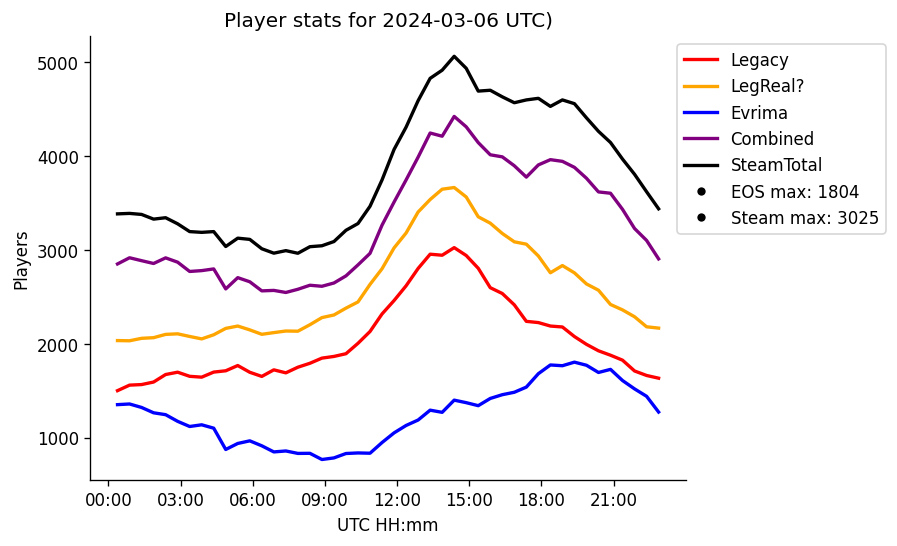 Player stats for 2024-03-06 UTC)
Legacy
LegReal?
Evrima
Combined
SteamTotal
EOS max: 1804
Steam max: 3025
Players
5000
4000
3000
2000
1000
00:00 03:00 06:00 09:00 12:00 15:00 18:00 21:00
UTC HH:mm